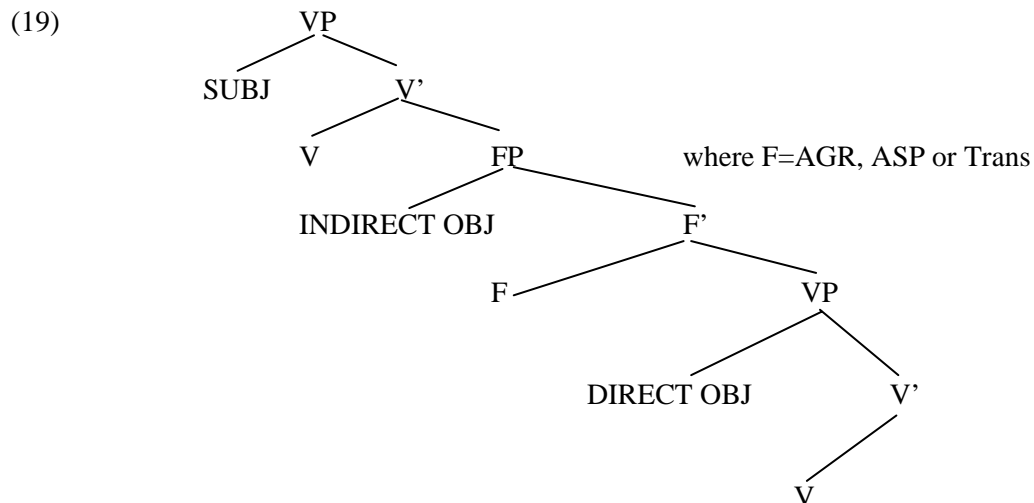 (19) VP
SUBJ V’
V FP where F=AGR, ASP or Trans
INDIRECT OBJ F’
F VP
DIRECT OBJ V’
V